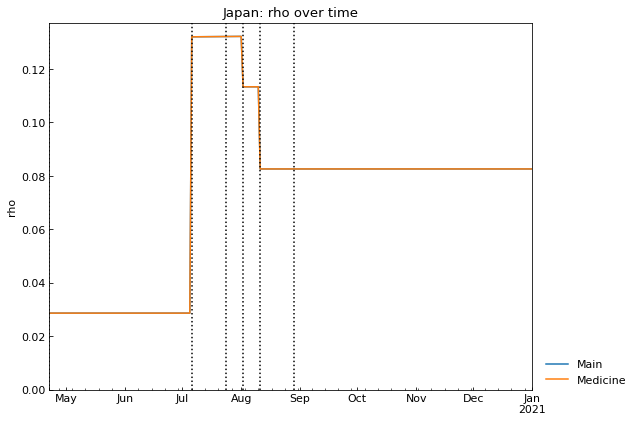 Japan: rho over time
rho
0.12
0.10
0.08
0.06
0.04
0.02
0.00
May Jun Jul Aug Sep Oct Nov Dec Jan
2021
Main
Medicine